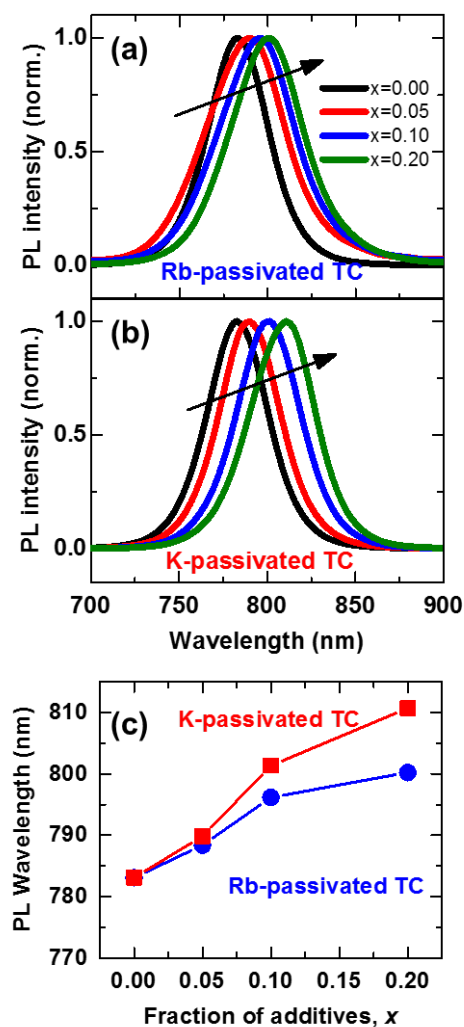 (a)
PL intensity (norm.)
1.0
0.5
0.0
x=0.00
x=0.05
x=0.10
x=0.20
Rb-passivated TC
(b)
PL intensity (norm.)
1.0
0.5
0.0
K-passivated TC
700 750 800 850 900
Wavelength (nm)
(c)
PL Wavelength (nm)
810
800
790
780
770
K-passivated TC
Rb-passivated TC
0.00 0.05 0.10 0.15 0.20
Fraction of additives, x